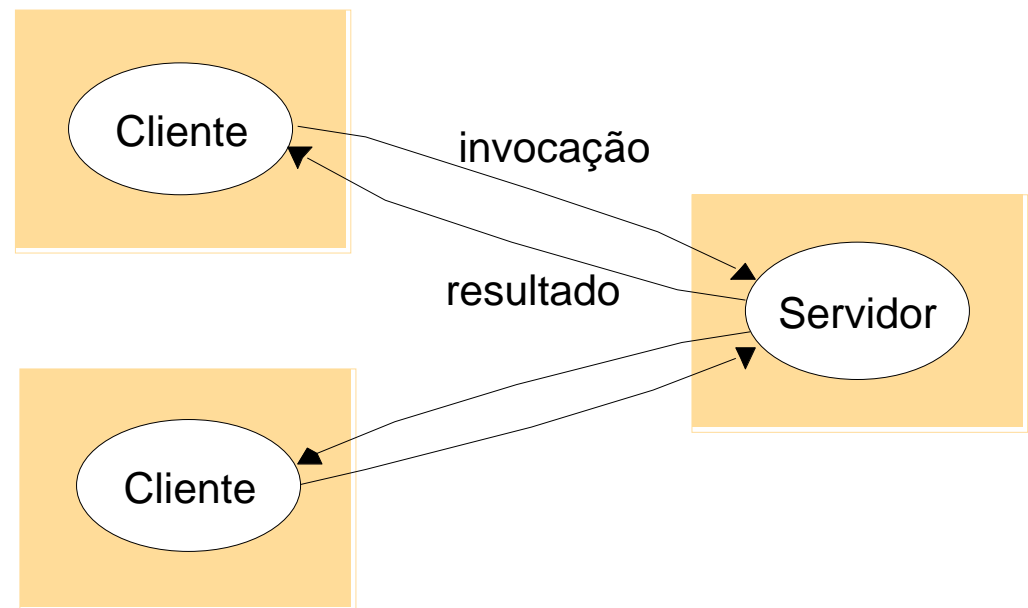 Cliente
invocação
resultado
Servidor
Cliente